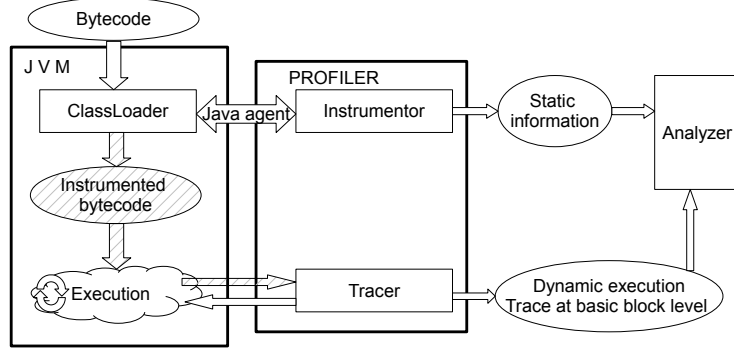 Bytecode
J V M
PROFILER
ClassLoader
Java agent
Instrumentor
Static
information
Analyzer
Instrumented
bytecode
Execution
Tracer
Dynamic execution
Trace at basic block level